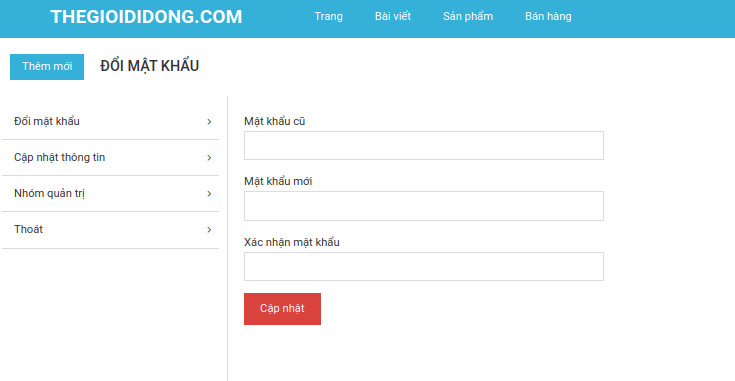 THEGIOIDIDONG.COM Trang Bài viết Sản phẩm Bán hàng
Thêm mới ĐỔI MẬT KHẨU
Đổi mật khẩu
Cập nhật thông tin
Nhóm quản trị
Thoát
Mật khẩu cũ
Mật khẩu mới
Xác nhận mật khẩu
Cập nhật